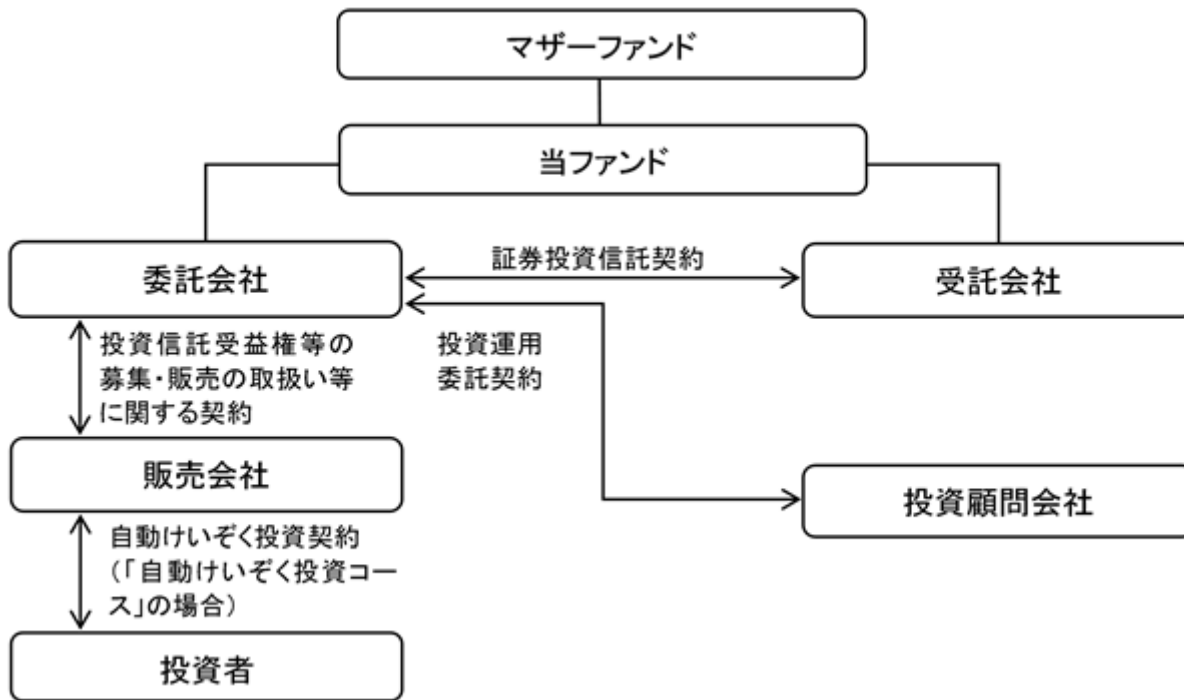 マザーファンド
当ファンド
委託会社
証券投資信託契約
受託会社
投資信託受益権等の
募集・販売の取扱い等
に関する契約
投資運用
委託契約
販売会社
投資顧問会社
自動けいぞく投資契約
(「自動けいぞく投資コー
ス」の場合)
投資者